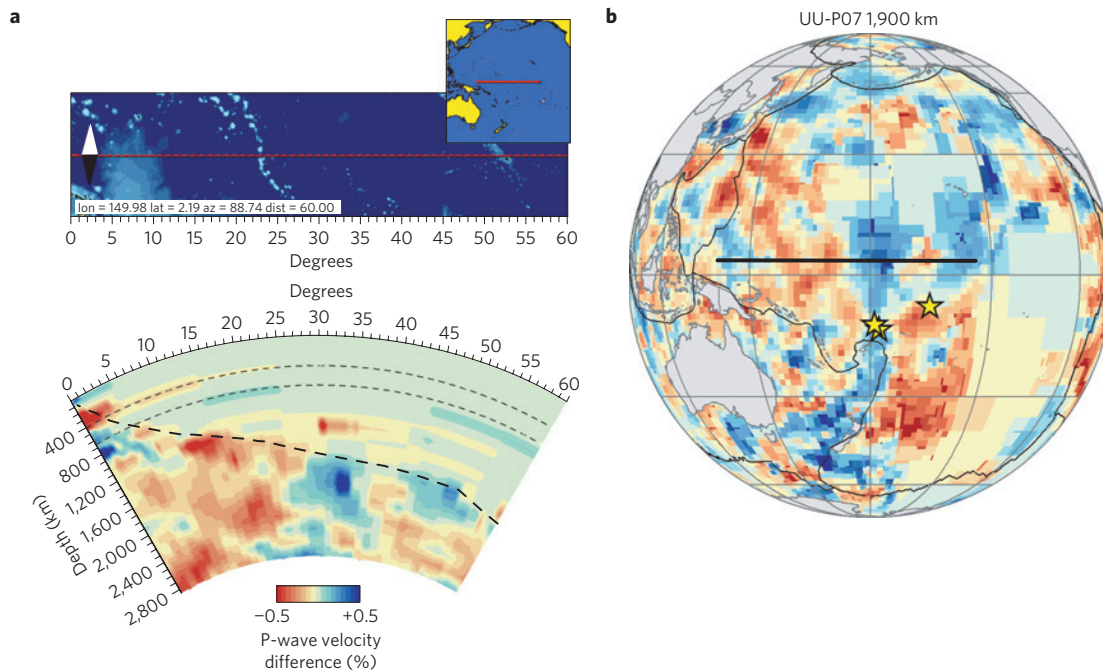 a
lon = 149.98 lat = 2.19 az = 88.74 dist = 60.00
0 5 10 15 20 25 30 35 40 45 50 55 60
Degrees
Degrees
0 5 10 15 20 25 30 35 40 45 50 55 60
400
800
1,200
1,600
2,000
2,400
2,800
Depth (km)
−0.5 +0.5
P-wave velocity
difference (%)
b
UU-P07 1,900 km